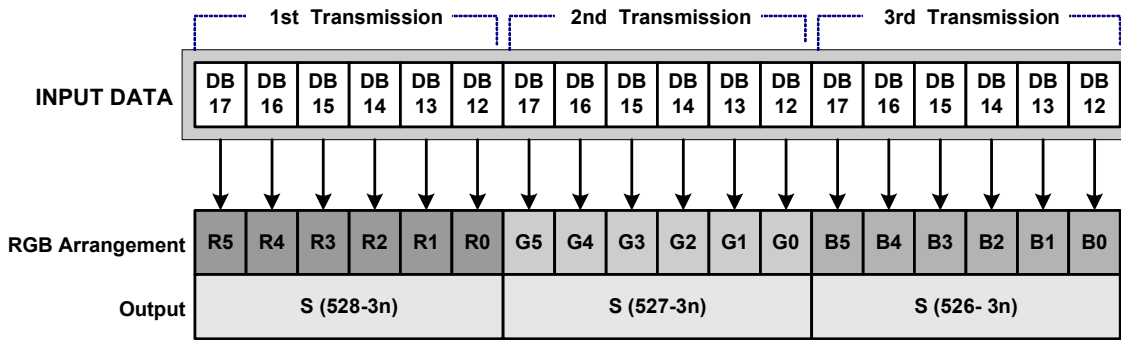 1st Transmission 2nd Transmission 3rd Transmission
INPUT DATA DB 17 DB 16 DB 15 DB 14 DB 13 DB 12 DB 17 DB 16 DB 15 DB 14 DB 13 DB 12 DB 17 DB 16 DB 15 DB 14 DB 13 DB 12
RGB Arrangement R5 R4 R3 R2 R1 R0 G5 G4 G3 G2 G1 G0 B5 B4 B3 B2 B1 B0
Output S (528-3n) S (527-3n) S (526- 3n)